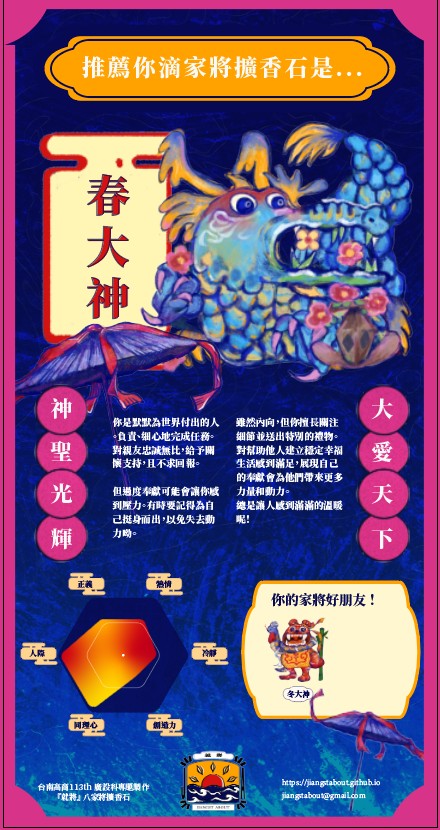 推薦你滴家將擴香石是...
春大神
神聖光輝
大愛天下
你是默默為世界付出的人
。負責、細心地完成任務。
對親友忠誠無比，給予關
懷支持，且不求回報。
但過度奉獻可能會讓你感
到壓力。有時要記得為自
己挺身而出，以免失去動
力呦。
雖然內向，但你擅長關注
細節並送出特別的禮物。
對幫助他人建立穩定幸福
生活感到滿足，展現自己
的奉獻會為他們帶來更多
力量和動力。
總是讓人感到滿滿的溫暖
呢！
正義
熱情
人緣
冷靜
同理心
創造力
你的家將好朋友！
冬大神
台南高商113th 廣設科專題製作
『就將』八家將擴香石
https://jiangstabout.github.io
jiangstabout@gmail.com